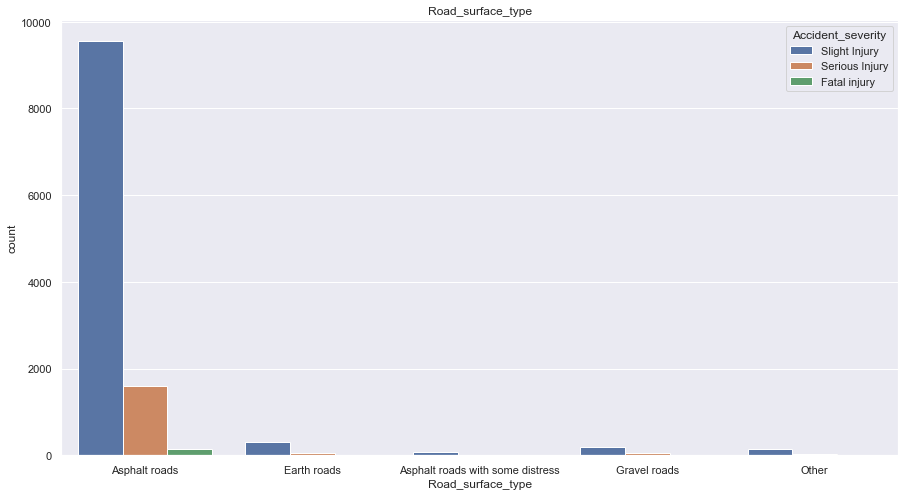 Road_surface_type
10000
8000
6000
4000
2000
0
count
Accident_severity
Slight Injury
Serious Injury
Fatal injury
Asphalt roads
Earth roads
Asphalt roads with some distress
Gravel roads
Other
Road_surface_type